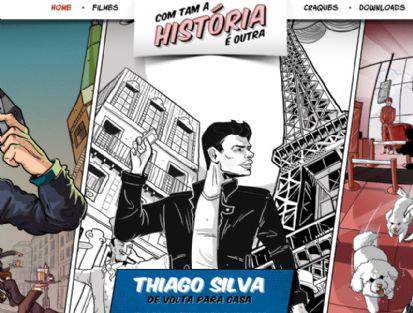 HOME • FILMES
COM TAM A
HISTÓRIA
É OUTRA
CRAQUES • DOWNLOADS
THIAGO SILVA
DE VOLTA PARA CASA